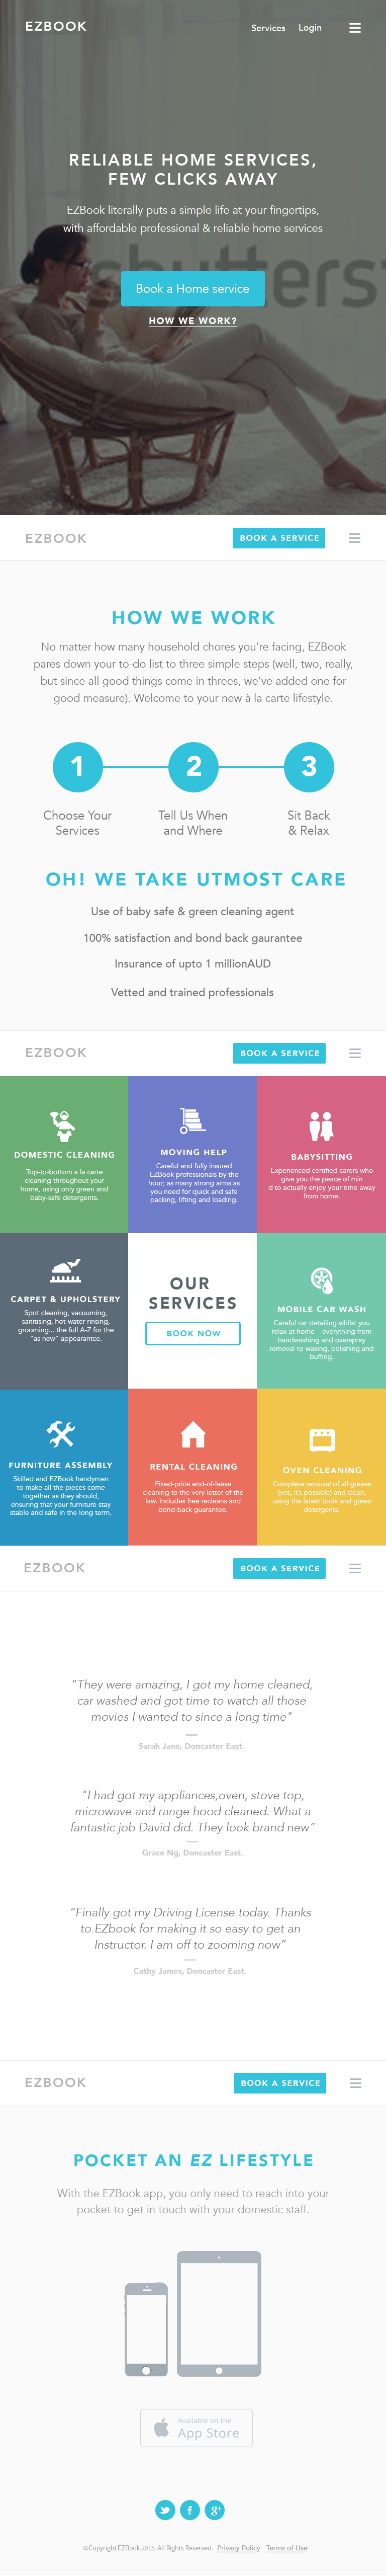 EZBOOK
Services Login
RELIABLE HOME SERVICES,
FEW CLICKS AWAY
EZBook literally puts a simple life at your fingertips,
with affordable professional & reliable home services
Book a Home service
HOW WE WORK?
EZBOOK
BOOK A SERVICE
HOW WE WORK
No matter how many household chores you're facing, EZBook
pares down your to-do list to three simple steps (well, two, really,
but since all good things come in threes, we've added one for
good measure). Welcome to your new à la carte lifestyle.
1 2 3
Choose Your
Services
Tell Us When
and Where
Sit Back
& Relax
OH! WE TAKE UTMOST CARE
Use of baby safe & green cleaning agent
100% satisfaction and bond back gaurantee
Insurance of upto 1 millionAUD
Vetted and trained professionals
EZBOOK
BOOK A SERVICE
DOMESTIC CLEANING
Top-to-bottom a la carte
cleaning throughout your
home, using only green and
baby-safe detergents.
MOVING HELP
Careful and fully insured
EZBook professionals by the
hour; as many strong arms as
you need for quick and safe
packing, lifting and loading.
BABYSITTING
Experienced certified carers who
give you the peace of min
d to actually enjoy your time away
from home.
CARPET & UPHOLSTERY
Spot cleaning, vacuuming,
sanitising, hot-water rinsing,
grooming... the full A-Z for the
"as new" appearantce.
OUR
SERVICES
BOOK NOW
MOBILE CAR WASH
Careful car detailing whilst you
relax at home – everything from
handwashing and overspray
removal to waxing, polishing and
buffing.
FURNITURE ASSEMBLY
Skilled and EZBook handymen
to make all the pieces come
together as they should,
ensuring that your furniture stay
stable and safe in the long term.
RENTAL CLEANING
Fixed-price end-of-lease
cleaning to the very letter of the
law. Includes free recleans and
bond-back guarantee.
OVEN CLEANING
Complete removal of all grease
(yes, it's possible) and clean,
using the latest tools and green
detergents.
EZBOOK
BOOK A SERVICE
"They were amazing, I got my home cleaned,
car washed and got time to watch all those
movies I wanted to since a long time"
Sarah Jane, Doncaster East.
"I had got my appliances,oven, stove top,
microwave and range hood cleaned. What a
fantastic job David did. They look brand new"
Grace Ng, Doncaster East.
"Finally got my Driving License today. Thanks
to EZbook for making it so easy to get an
Instructor. I am off to zooming now"
Cathy James, Doncaster East.
EZBOOK
BOOK A SERVICE
POCKET AN EZ LIFESTYLE
With the EZBook app, you only need to reach into your
pocket to get in touch with your domestic staff.
Available on the
App Store
©Copyright EZBook 2015. All Rights Reserved. Privacy Policy Terms of Use